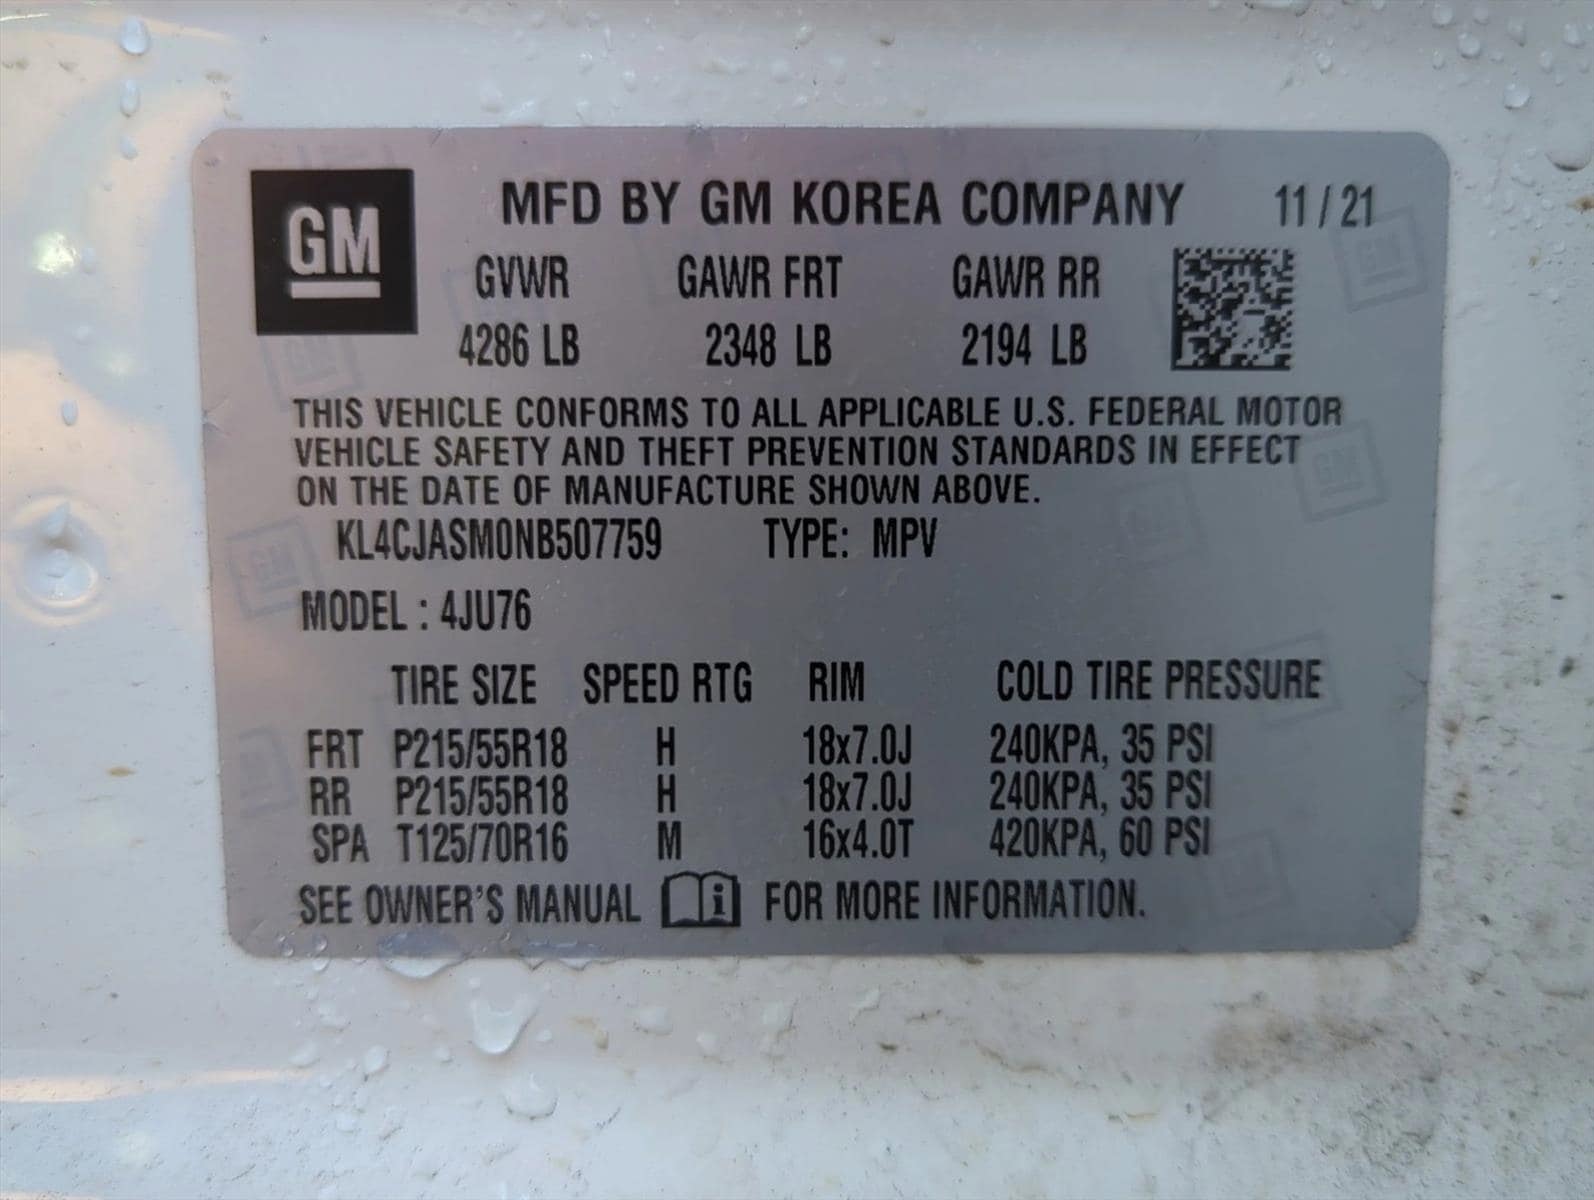 GM
MFD BY GM KOREA COMPANY 11/21
GVWR GAWR FRT GAWR RR
4286 LB 2348 LB 2194 LB
THIS VEHICLE CONFORMS TO ALL APPLICABLE U.S. FEDERAL MOTOR
VEHICLE SAFETY AND THEFT PREVENTION STANDARDS IN EFFECT
ON THE DATE OF MANUFACTURE SHOWN ABOVE.
KL4CJASM0NB507759 TYPE: MPV
MODEL : 4JU76
TIRE SIZE SPEED RTG RIM COLD TIRE PRESSURE
FRT P215/55R18 H 18x7.0J 240KPA, 35 PSI
RR P215/55R18 H 18x7.0J 240KPA, 35 PSI
SPA T125/70R16 M 16x4.0T 420KPA, 60 PSI
SEE OWNER'S MANUAL i FOR MORE INFORMATION.